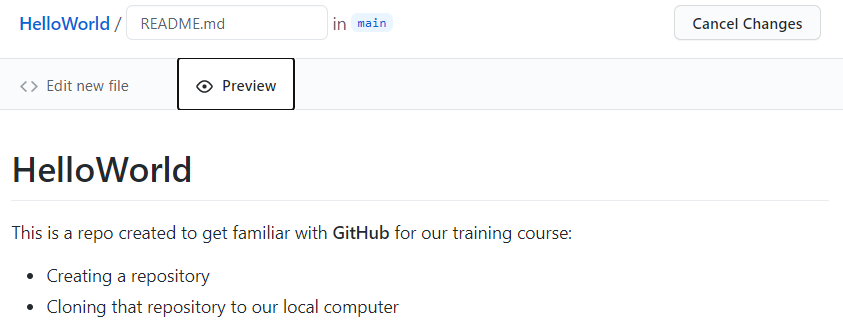 HelloWorld / README.md in main Cancel Changes
<> Edit new file Preview
HelloWorld
This is a repo created to get familiar with GitHub for our training course:
• Creating a repository
• Cloning that repository to our local computer